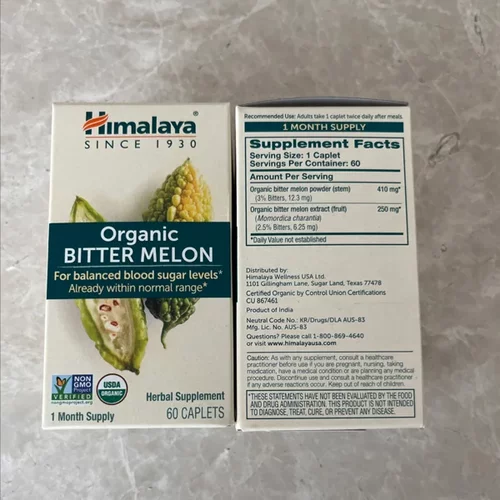 Himalaya®
SINCE 1930
Organic
BITTER MELON
For balanced blood sugar levels*
Already within normal range*
NON
GMO
Project
VERIFIED
nongmoproject.org
USDA
ORGANIC
Herbal Supplement
1 Month Supply
60 CAPLETS
Recommended Use: Adults take 1 caplet twice daily after meals.
1 MONTH SUPPLY
Supplement Facts
Serving Size: 1 Caplet
Servings Per Container: 60
Amount Per Serving
Organic bitter melon powder (stem) 410 mg*
(3% Bitters, 12.3 mg)
Organic bitter melon extract (fruit) 250 mg*
(Momordica charantia)
(2.5% Bitters, 6.25 mg)
*Daily Value not established
Distributed by:
Himalaya Wellness USA Ltd.
1101 Gillingham Lane, Sugar Land, Texas 77478
Certified Organic by Control Union Certifications
CU 867461
Product of India
Neutral Code No.: KR/Drugs/DLA AUS-83
Mfg. Lic. No. AUS-83
Questions? Please call 1-800-869-4640
or visit www.himalayausa.com
Caution: As with any supplement, consult a healthcare
practitioner before use if you are pregnant, nursing, taking
medication, have a medical condition or are planning any medical
procedure. Discontinue use and consult a healthcare practitioner
if any adverse reactions occur. Keep out of reach of children.
*THESE STATEMENTS HAVE NOT BEEN EVALUATED BY THE FOOD
AND DRUG ADMINISTRATION. THIS PRODUCT IS NOT INTENDED
TO DIAGNOSE, TREAT, CURE, OR PREVENT ANY DISEASE.